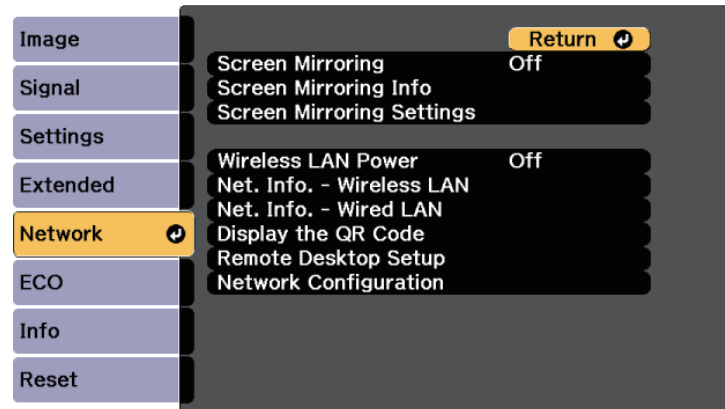 Image
Signal
Settings
Extended
Network
ECO
Info
Reset
Return
Screen Mirroring Off
Screen Mirroring Info
Screen Mirroring Settings
Wireless LAN Power Off
Net. Info. - Wireless LAN
Net. Info. - Wired LAN
Display the QR Code
Remote Desktop Setup
Network Configuration